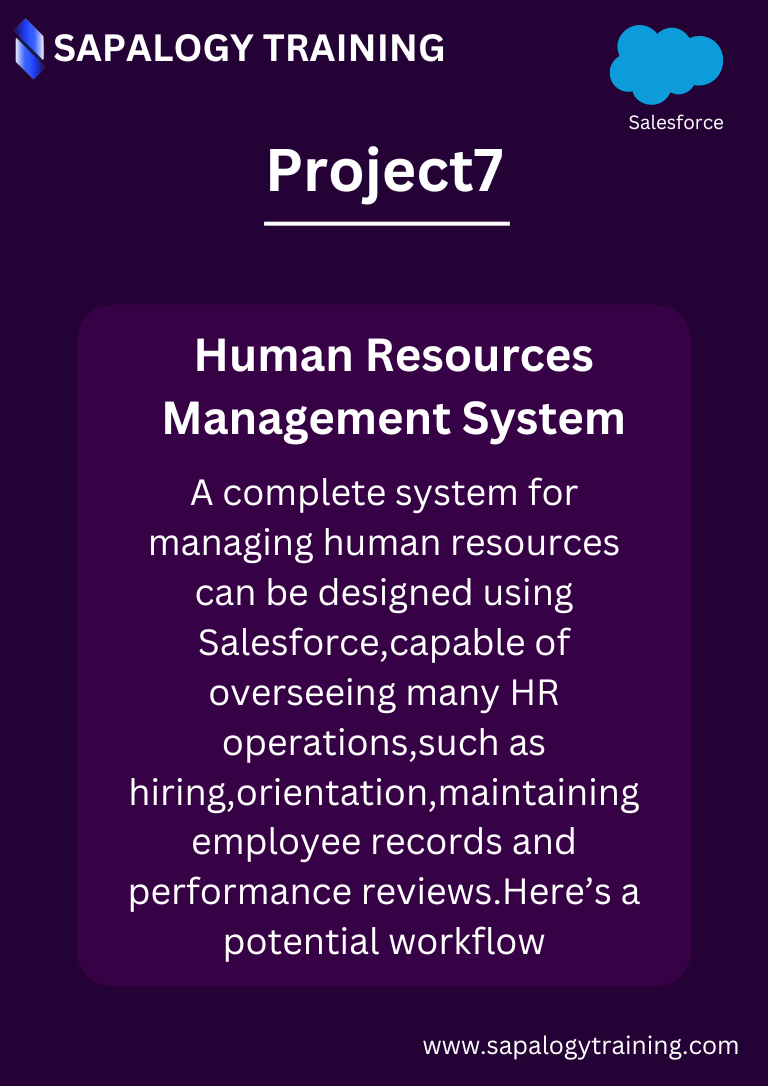 SAPALOGY TRAINING
Salesforce
Project7
Human Resources
Management System
A complete system for
managing human resources
can be designed using
Salesforce,capable of
overseeing many HR
operations,such as
hiring,orientation,maintaining
employee records and
performance reviews.Here’s a
potential workflow
www.sapalogytraining.com